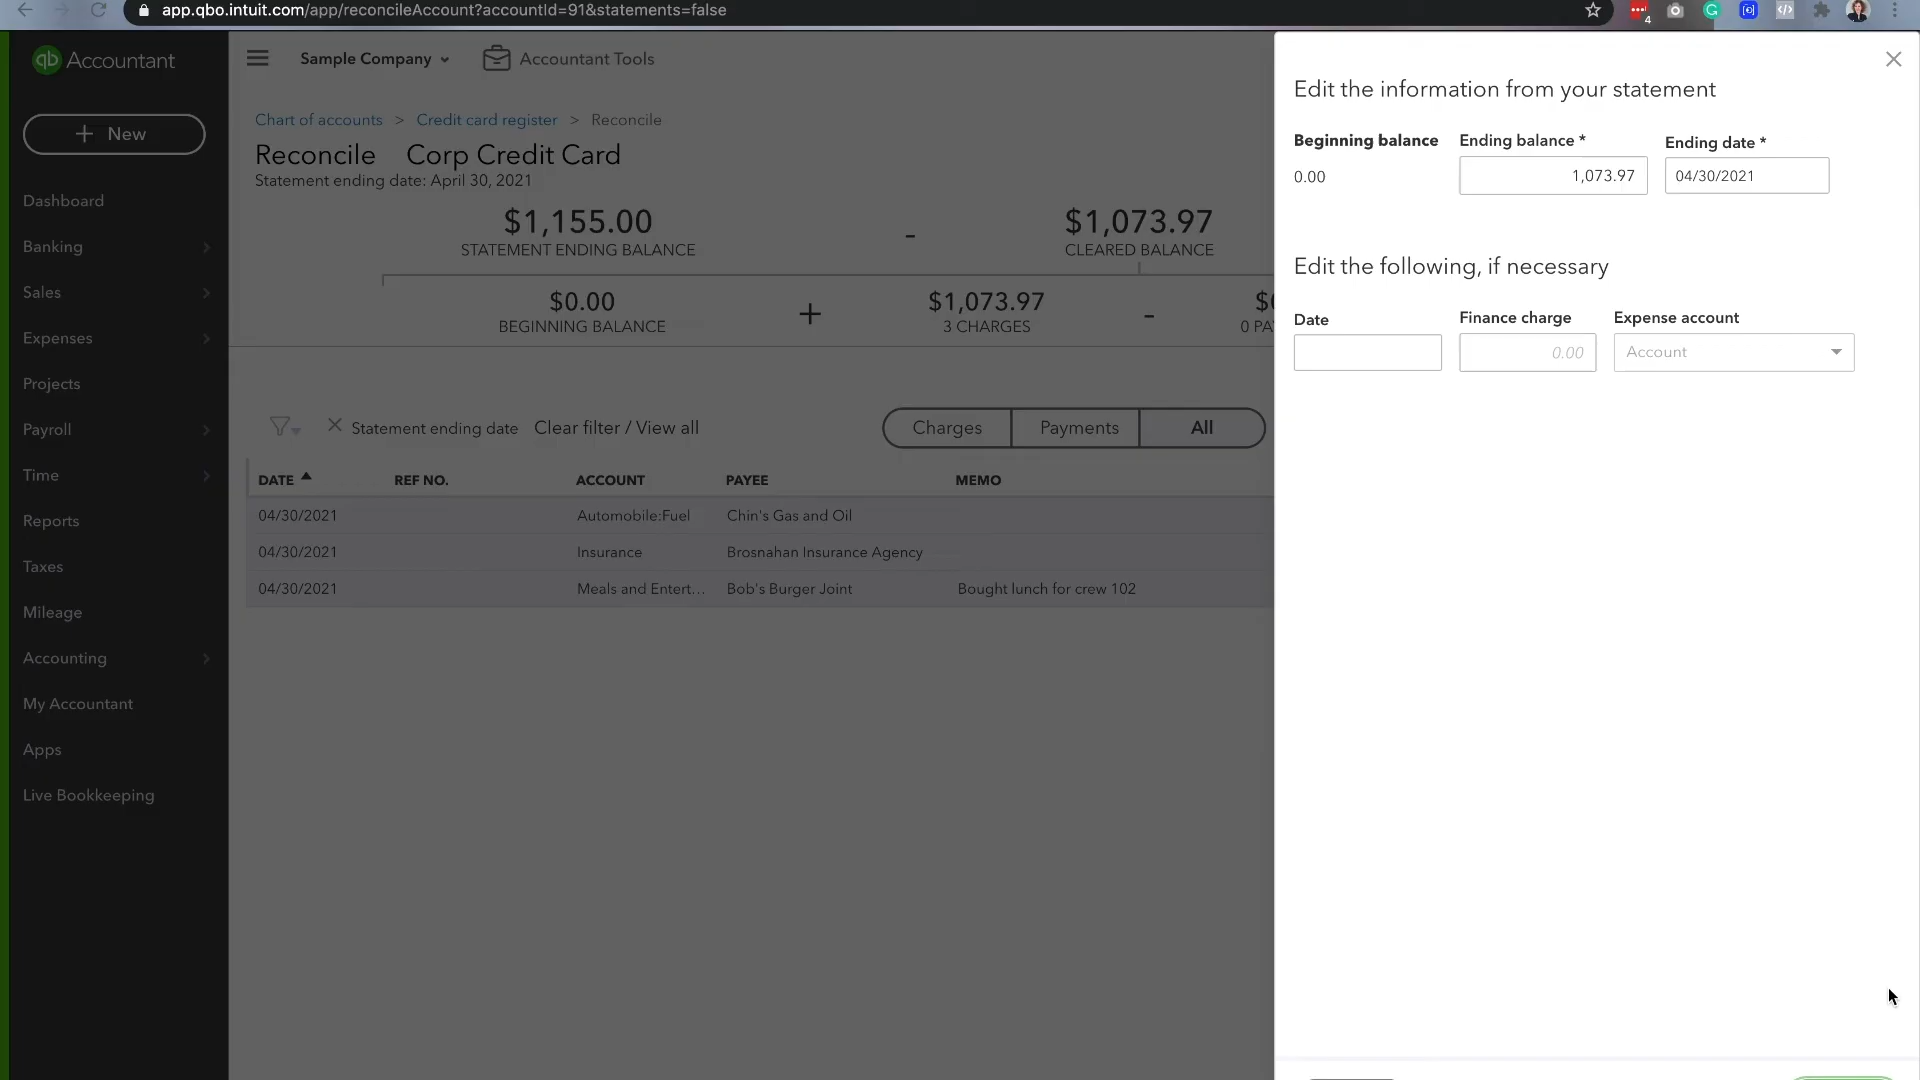 app.qbo.intuit.com/app/reconcileAccount?accountId=91&statements=false
4
qb Accountant
Sample Company
Accountant Tools
+ New
Dashboard
Banking
Sales
Expenses
Projects
Payroll
Time
Reports
Taxes
Mileage
Accounting
My Accountant
Apps
Live Bookkeeping
Chart of accounts > Credit card register > Reconcile
Reconcile Corp Credit Card
Statement ending date: April 30, 2021
$1,155.00 - $1,073.97
STATEMENT ENDING BALANCE CLEARED BALANCE
$0.00 + $1,073.97 -
BEGINNING BALANCE 3 CHARGES 0
Statement ending date Clear filter / View all Charges Payments All
DATE REF NO. ACCOUNT PAYEE MEMO
04/30/2021 Automobile:Fuel Chin's Gas and Oil
04/30/2021 Insurance Brosnahan Insurance Agency
04/30/2021 Meals and Entert... Bob's Burger Joint Bought lunch for crew 102
Edit the information from your statement
Beginning balance Ending balance * Ending date *
0.00 1,073.97 04/30/2021
Edit the following, if necessary
Date Finance charge Expense account
0.00 Account